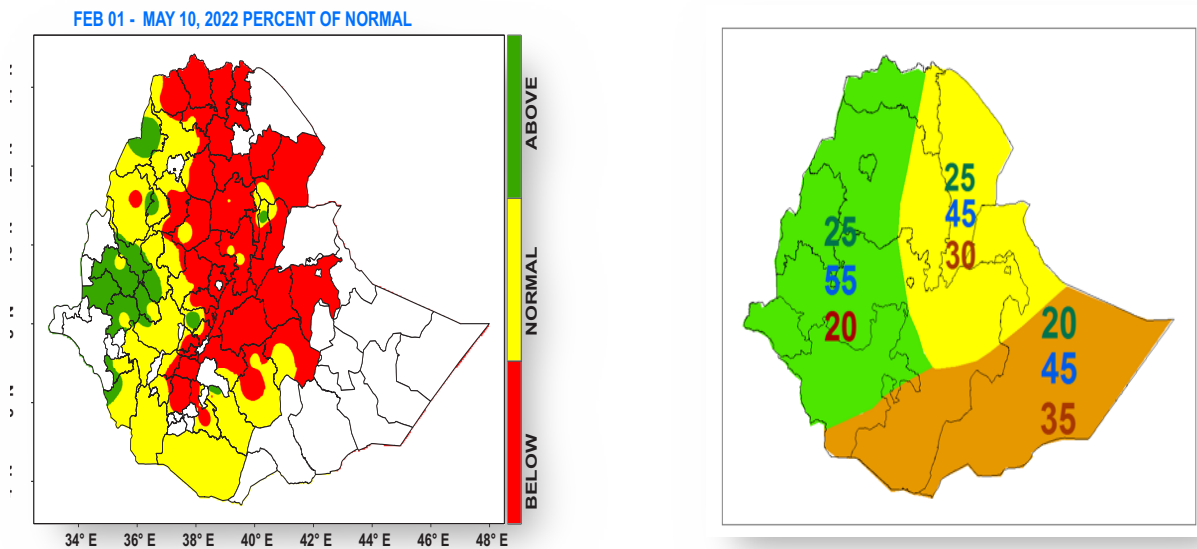 FEB 01 - MAY 10, 2022 PERCENT OF NORMAL
ABOVE
NORMAL
BELOW
34° E 36° E 38° E 40° E 42° E 44° E 46° E 48° E
25
55
20
25
45
30
20
45
35